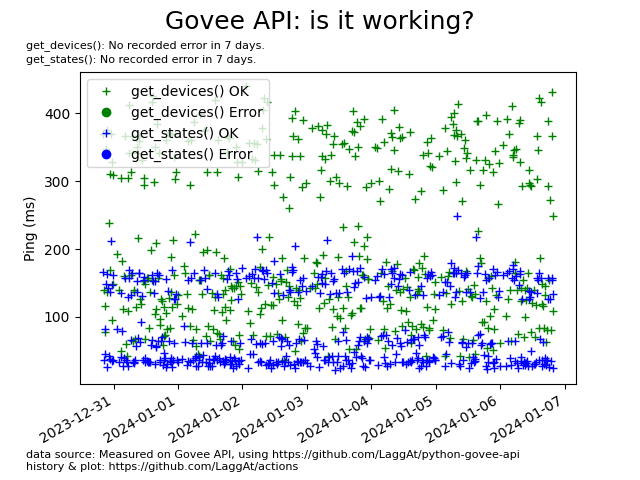 Govee API: is it working?
get_devices(): No recorded error in 7 days.
get_states(): No recorded error in 7 days.
get_devices() OK
get_devices() Error
get_states() OK
get_states() Error
Ping (ms)
400
300
200
100
2023-12-31
2024-01-01
2024-01-02
2024-01-03
2024-01-04
2024-01-05
2024-01-06
2024-01-07
data source: Measured on Govee API, using https://github.com/LaggAt/python-govee-api
history & plot: https://github.com/LaggAt/actions